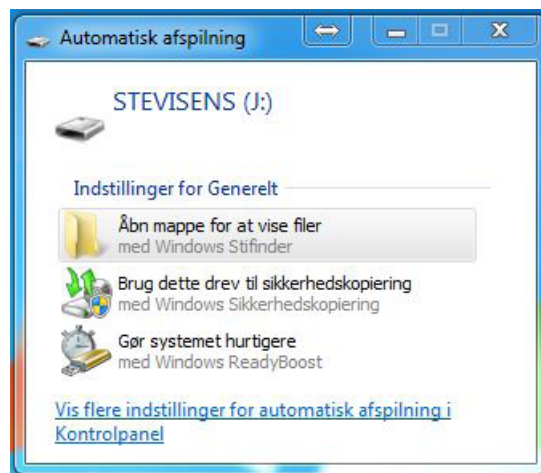 Automatisk afspilning
STEVISENS (J:)
Indstillinger for Generelt
Åbn mappe for at vise filer
med Windows Stifinder
Brug dette drev til sikkerhedskopiering
med Windows Sikkerhedskopiering
Gør systemet hurtigere
med Windows ReadyBoost
Vis flere indstillinger for automatisk afspilning i
Kontrolpanel